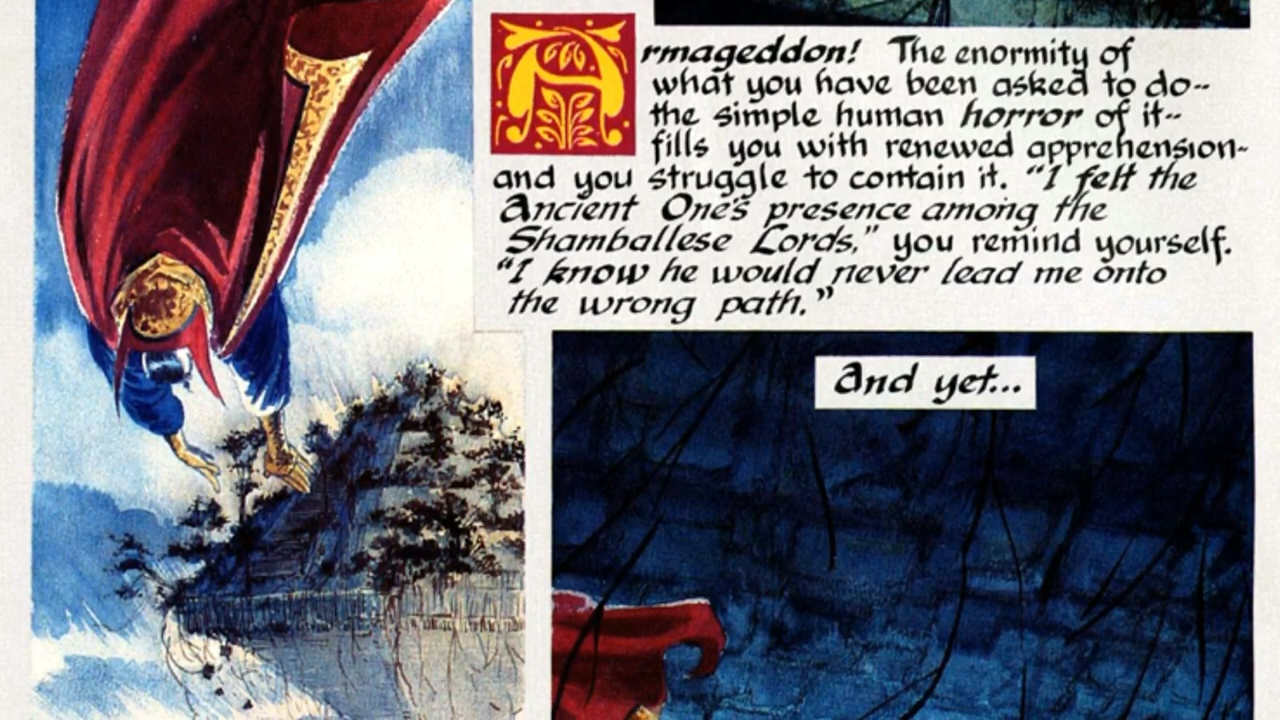 Armageddon! The enormity of
what you have been asked to do--
the simple human horror of it--
fills you with renewed apprehension-
and you struggle to contain it. "I felt the
Ancient One's presence among the
Shamballese Lords," you remind yourself.
"I know he would never lead me onto
the wrong path."
And yet...